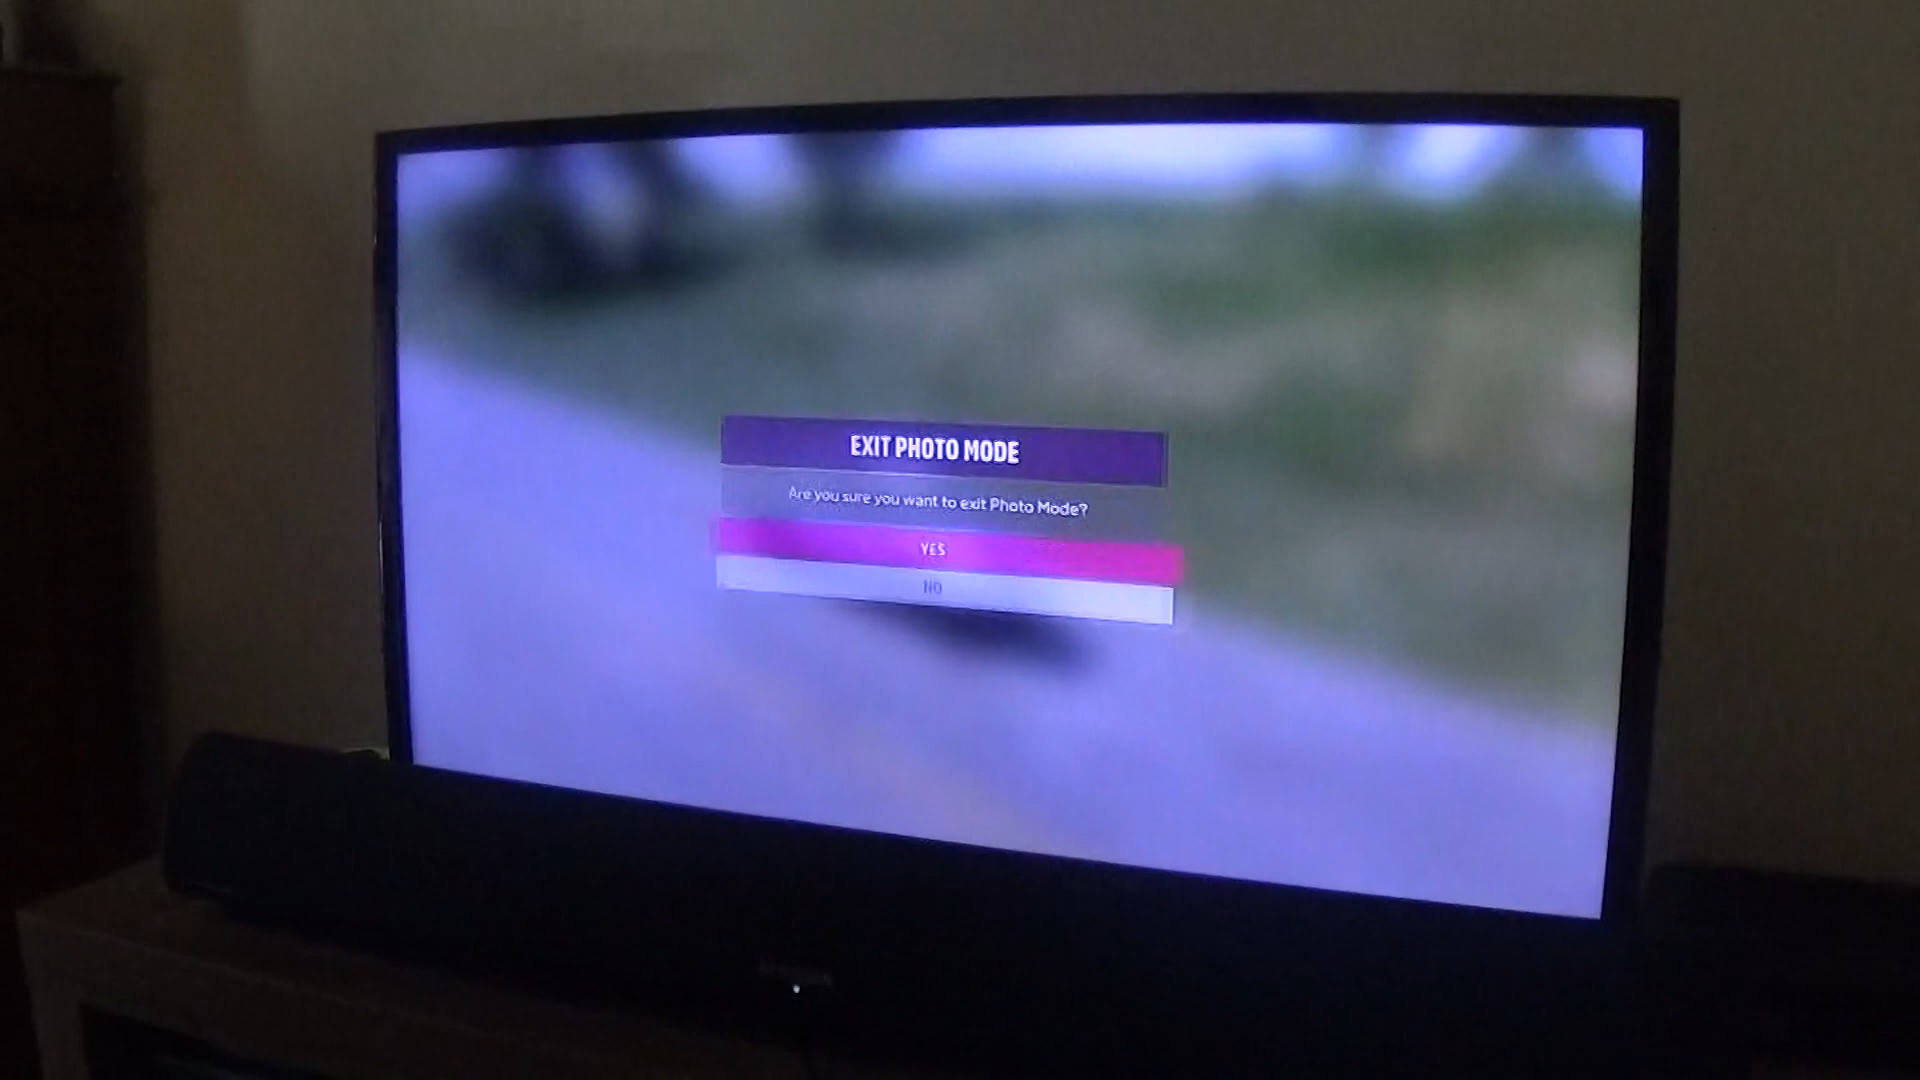 EXIT PHOTO MODE
Are you sure you want to exit Photo Mode?
YES
NO